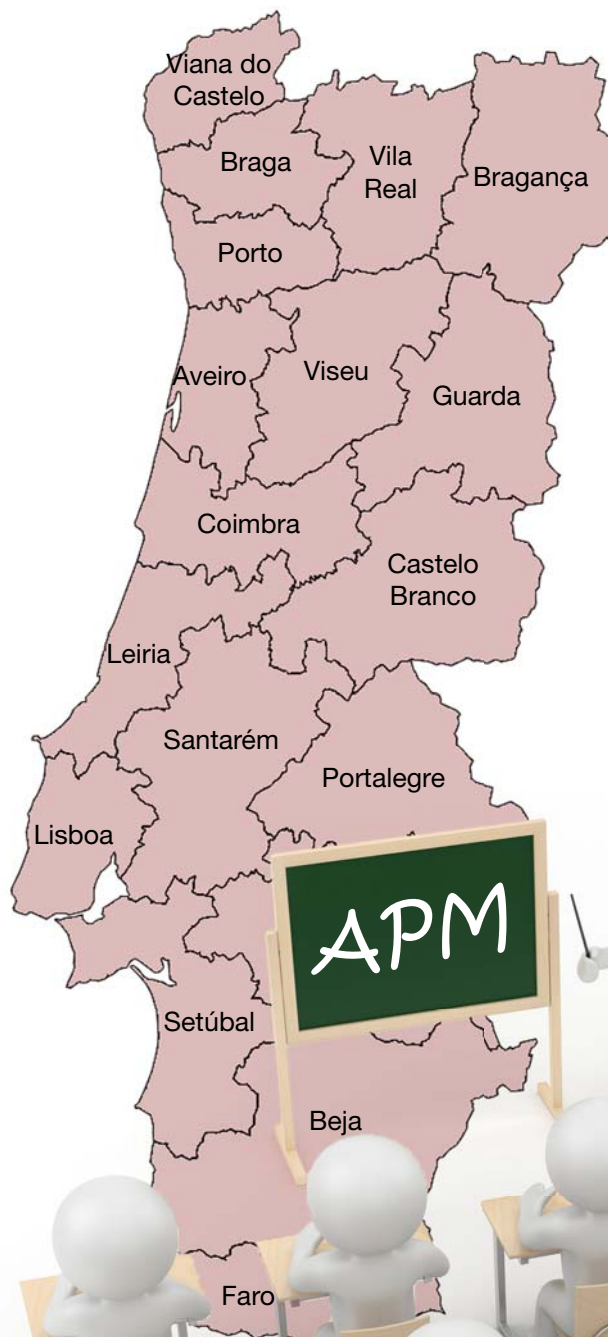 Viana do
Castelo
Braga
Vila
Real
Bragança
Porto
Aveiro
Viseu
Guarda
Coimbra
Castelo
Branco
Leiria
Santarém
Portalegre
Lisboa
APM
Setúbal
Beja
Faro